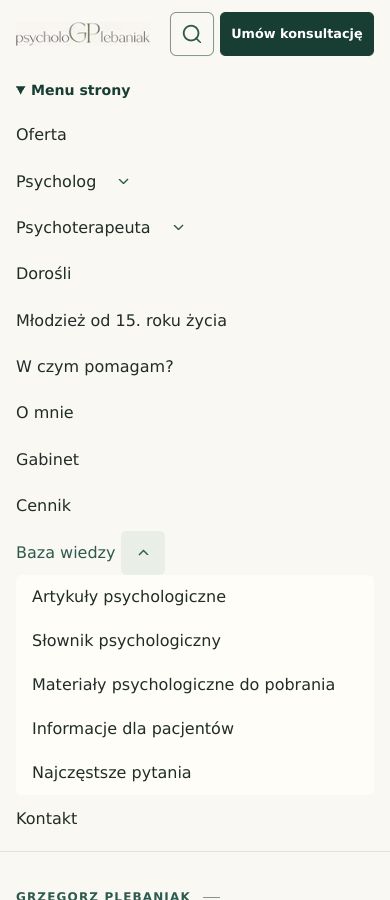 psycholoGPlebaniak
Umów konsultację
▼ Menu strony
Oferta
Psycholog
Psychoterapeuta
Dorośli
Młodzież od 15. roku życia
W czym pomagam?
O mnie
Gabinet
Cennik
Baza wiedzy
Artykuły psychologiczne
Słownik psychologiczny
Materiały psychologiczne do pobrania
Informacje dla pacjentów
Najczęstsze pytania
Kontakt
GRZEGORZ PLEBANIAK —